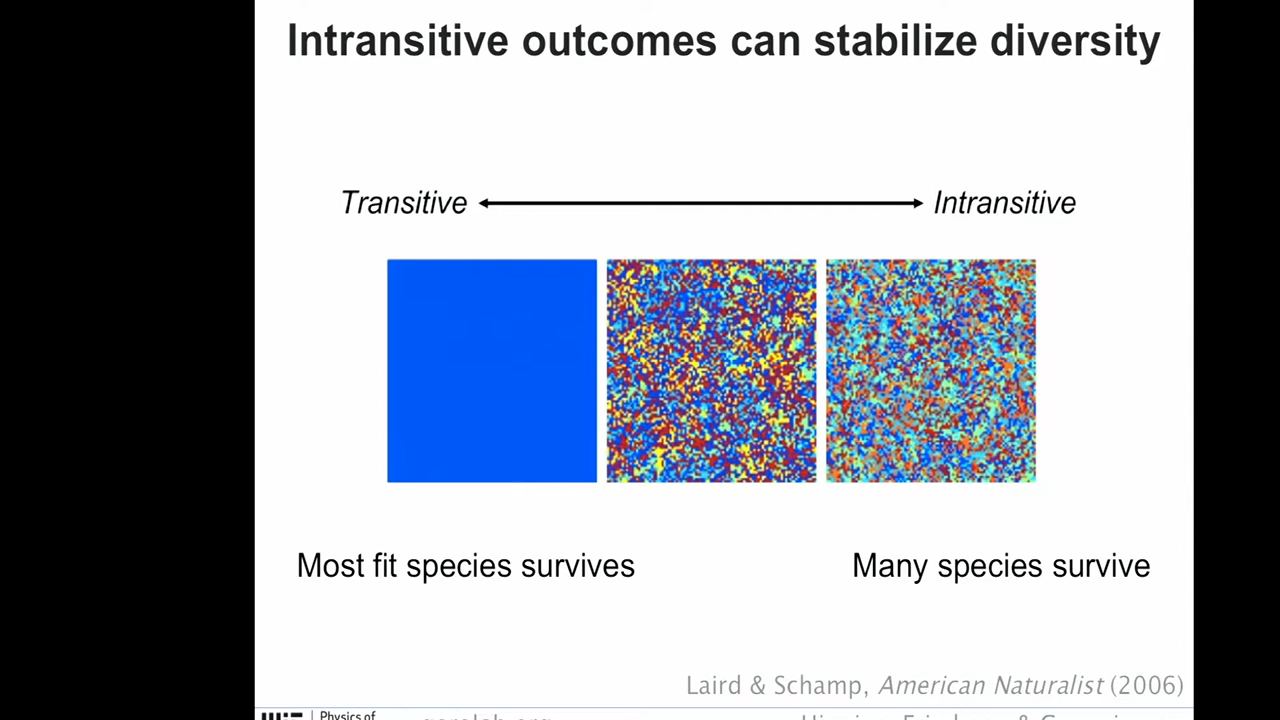 Intransitive outcomes can stabilize diversity
Transitive
Intransitive
Most fit species survives
Many species survive
Laird & Schamp, American Naturalist (2006)
Physics of